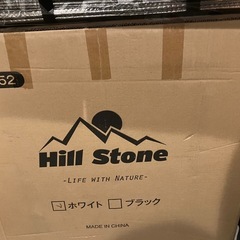 52.
Hill Stone
-LIFE WITH NATURE-
☑ホワイト □ブラック
MADE IN CHINA